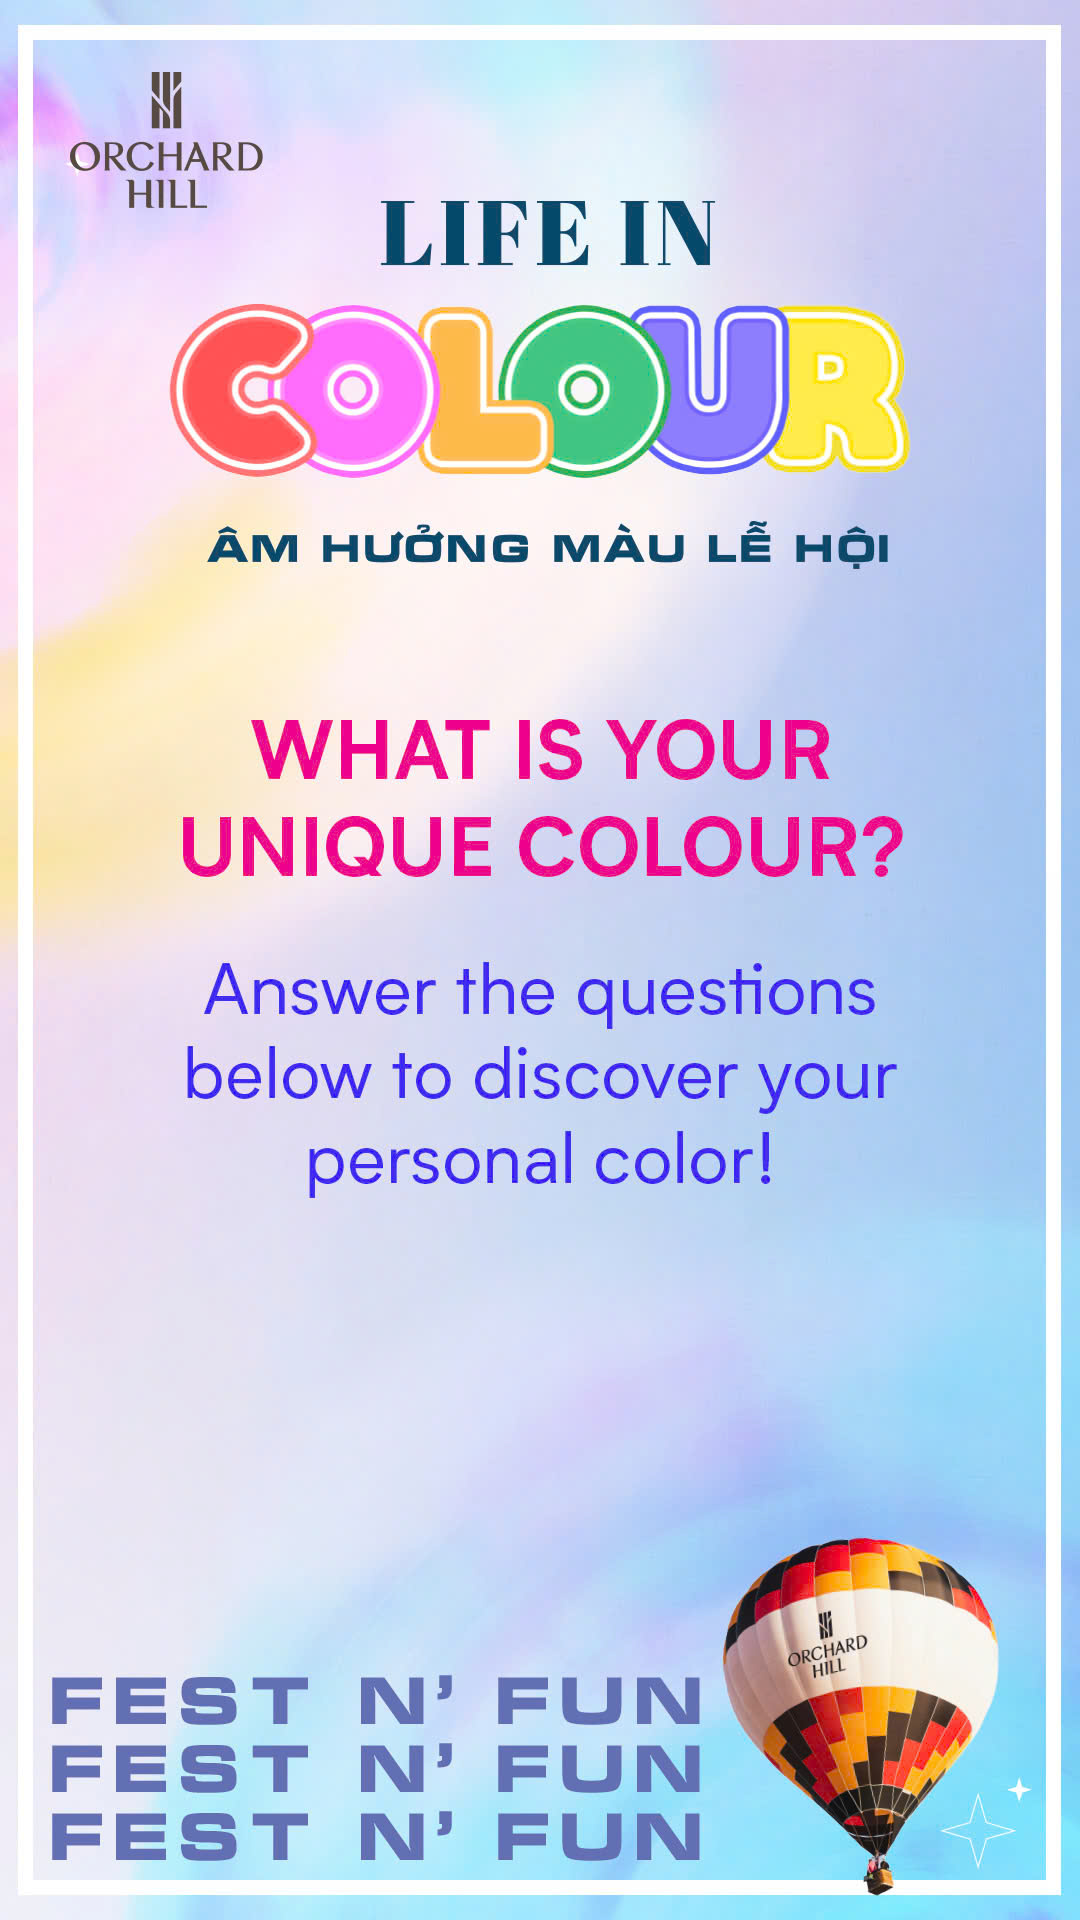 ORCHARD
HILL
LIFE IN
COLOUR
ÂM HƯỞNG MÀU LỄ HỘI
WHAT IS YOUR
UNIQUE COLOUR?
Answer the questions
below to discover your
personal color!
ORCHARD
HILL
FEST N’ FUN
FEST N’ FUN
FEST N’ FUN